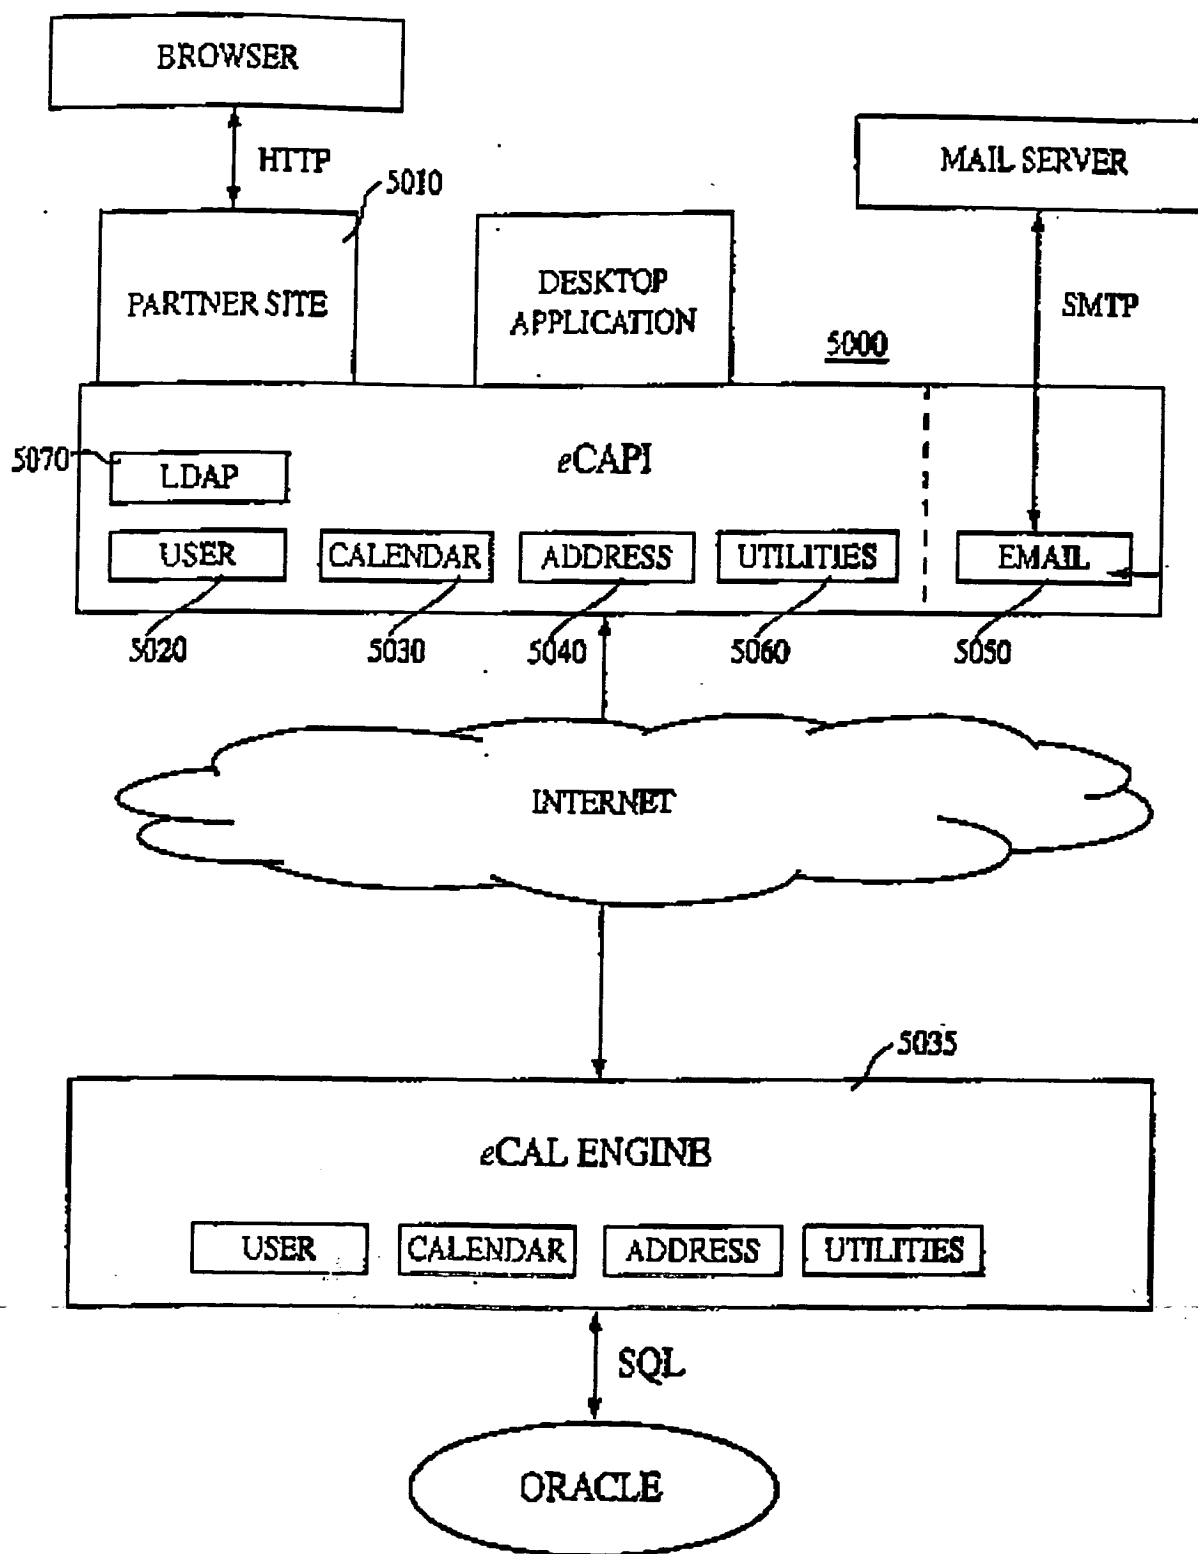 BROWSER
HTTP
MAIL SERVER
5010
PARTNER SITE
DESKTOP
APPLICATION
SMTP
5000
5070
LDAP
eCAPI
USER
CALENDAR
ADDRESS
UTILITIES
EMAIL
5020
5030
5040
5060
5050
INTERNET
5035
eCAL ENGINE
USER
CALENDAR
ADDRESS
UTILITIES
SQL
ORACLE